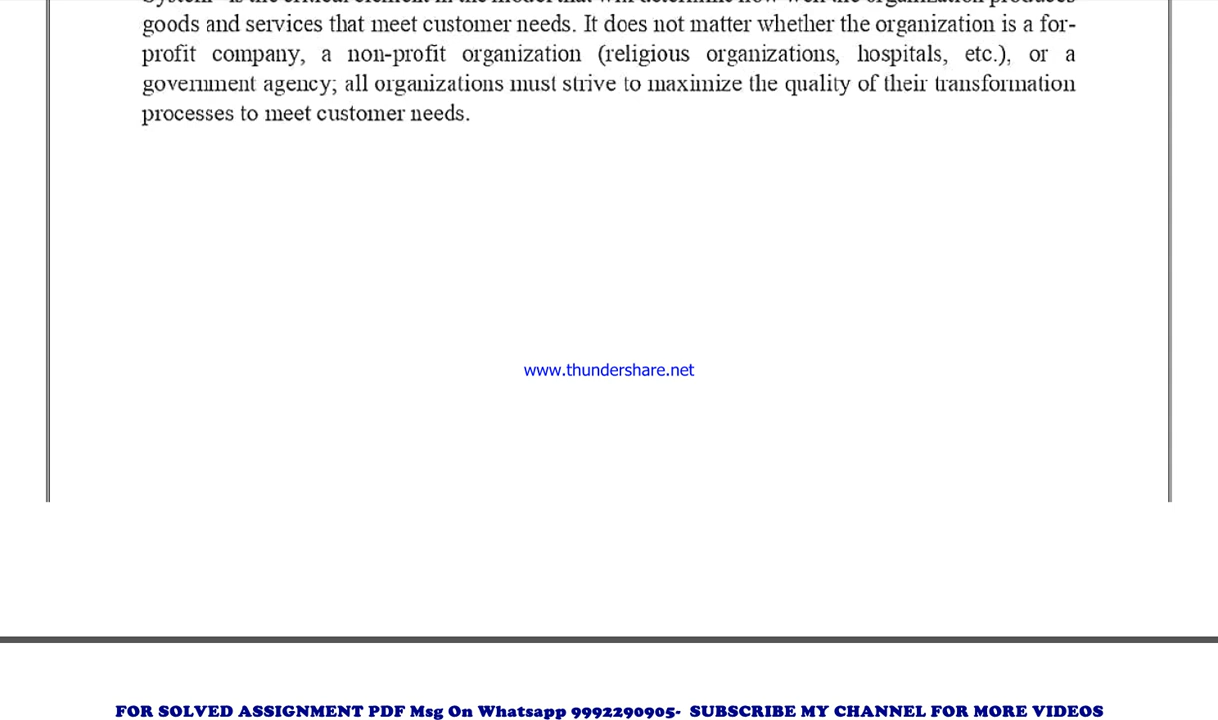 goods and services that meet customer needs. It does not matter whether the organization is a for-
profit company, a non-profit organization (religious organizations, hospitals, etc.), or a
government agency; all organizations must strive to maximize the quality of their transformation
processes to meet customer needs.
www.thundershare.net
FOR SOLVED ASSIGNMENT PDF Msg On Whatsapp 9992290905- SUBSCRIBE MY CHANNEL FOR MORE VIDEOS